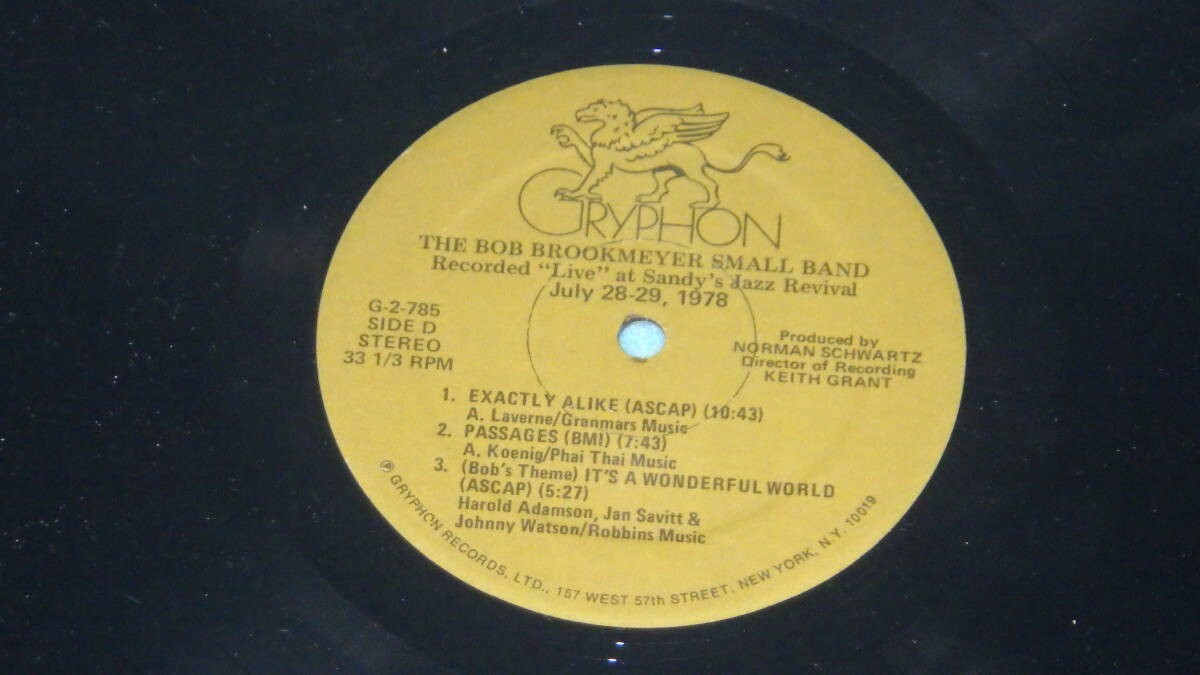 GRYPHON
THE BOB BROOKMEYER SMALL BAND
Recorded “Live” at Sandy's Jazz Revival
July 28-29, 1978
G-2-785
SIDE D
STEREO
33 1/3 RPM
Produced by
NORMAN SCHWARTZ
Director of Recording
KEITH GRANT
1. EXACTLY ALIKE (ASCAP) (10:43)
A. Laverne/Granmars Music
2. PASSAGES (BMI) (7:43)
A. Koenig/Phai Thai Music
3. (Bob's Theme) IT'S A WONDERFUL WORLD
(ASCAP) (5:27)
Harold Adamson, Jan Savitt &
Johnny Watson/Robbins Music
GRYPHON RECORDS, LTD., 157 WEST 57th STREET, NEW YORK, N.Y. 10019